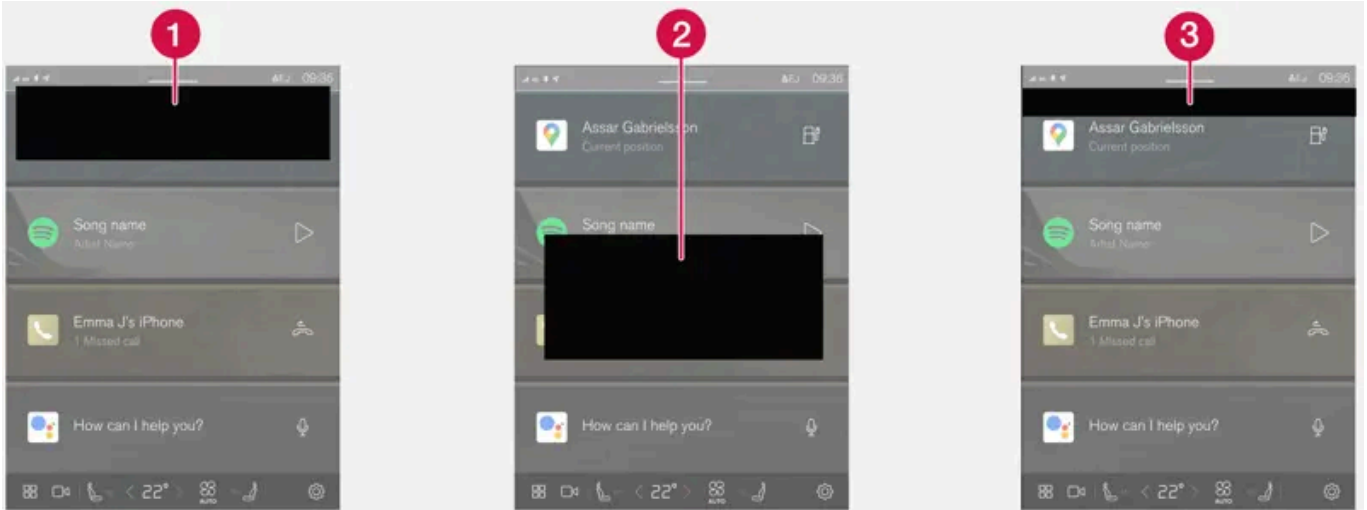 1
09:36
Song name
Artist Name
Emma J's iPhone
1 Missed call
How can I help you?
22°
AUTO
2
09:36
Assar Gabrielsson
Current position
Song name
How can I help you?
22°
AUTO
3
09:36
Assar Gabrielsson
Current position
Song name
Artist Name
Emma J's iPhone
1 Missed call
How can I help you?
22°
AUTO